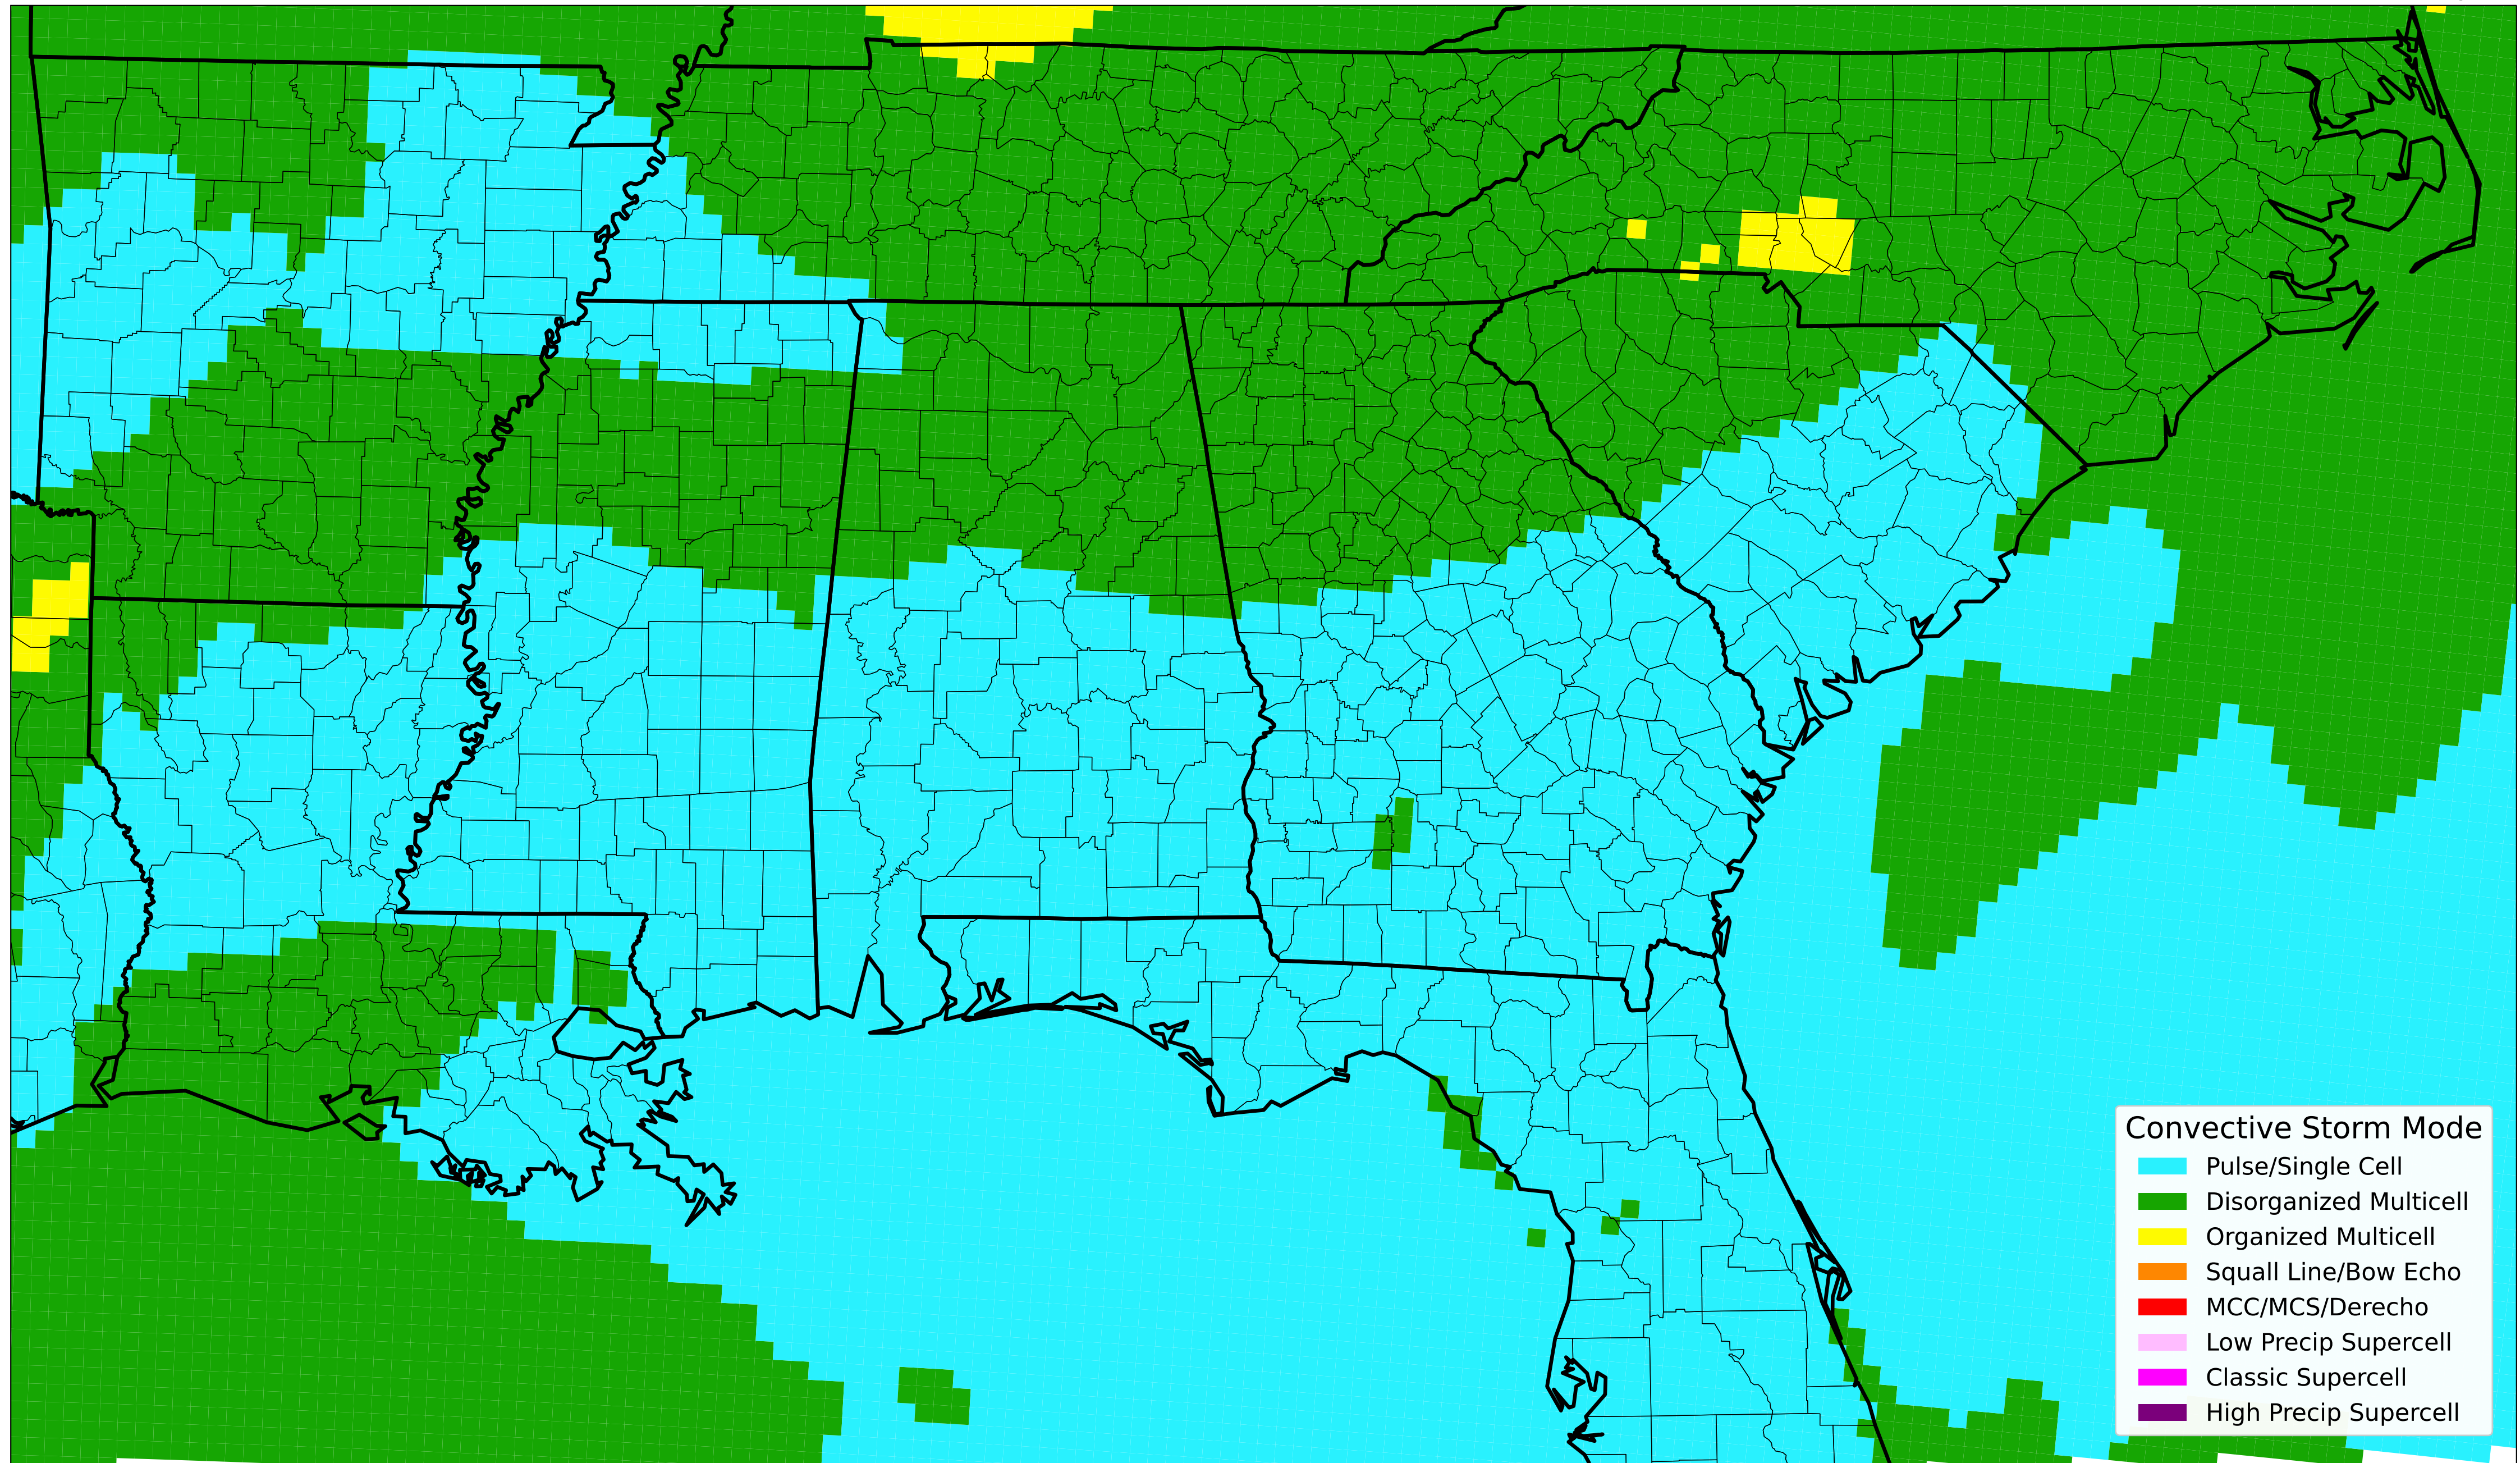 Convective Storm Mode
Pulse/Single Cell
Disorganized Multicell
Organized Multicell
Squall Line/Bow Echo
MCC/MCS/Derecho
Low Precip Supercell
Classic Supercell
High Precip Supercell